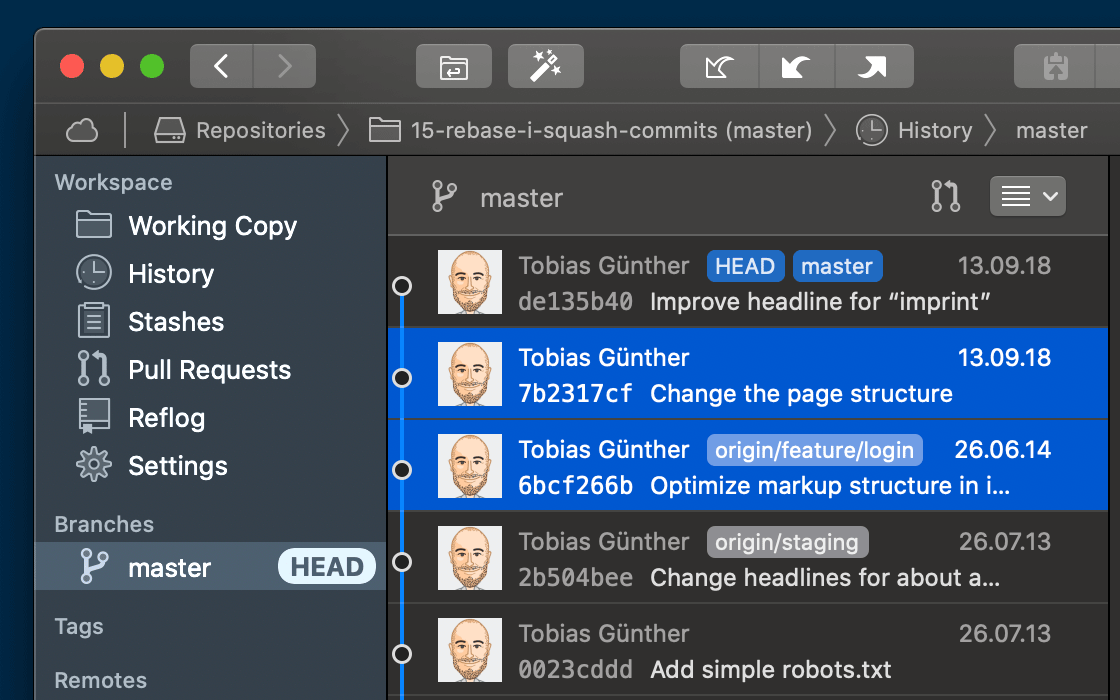 Repositories 15-rebase-i-squash-commits (master) History master
Workspace
Working Copy
History
Stashes
Pull Requests
Reflog
Settings
Branches
master HEAD
Tags
Remotes
master
Tobias Günther HEAD master 13.09.18
de135b40 Improve headline for “imprint”
Tobias Günther 13.09.18
7b2317cf Change the page structure
Tobias Günther origin/feature/login 26.06.14
6bcf266b Optimize markup structure in i...
Tobias Günther origin/staging 26.07.13
2b504bee Change headlines for about a...
Tobias Günther 26.07.13
0023cddd Add simple robots.txt